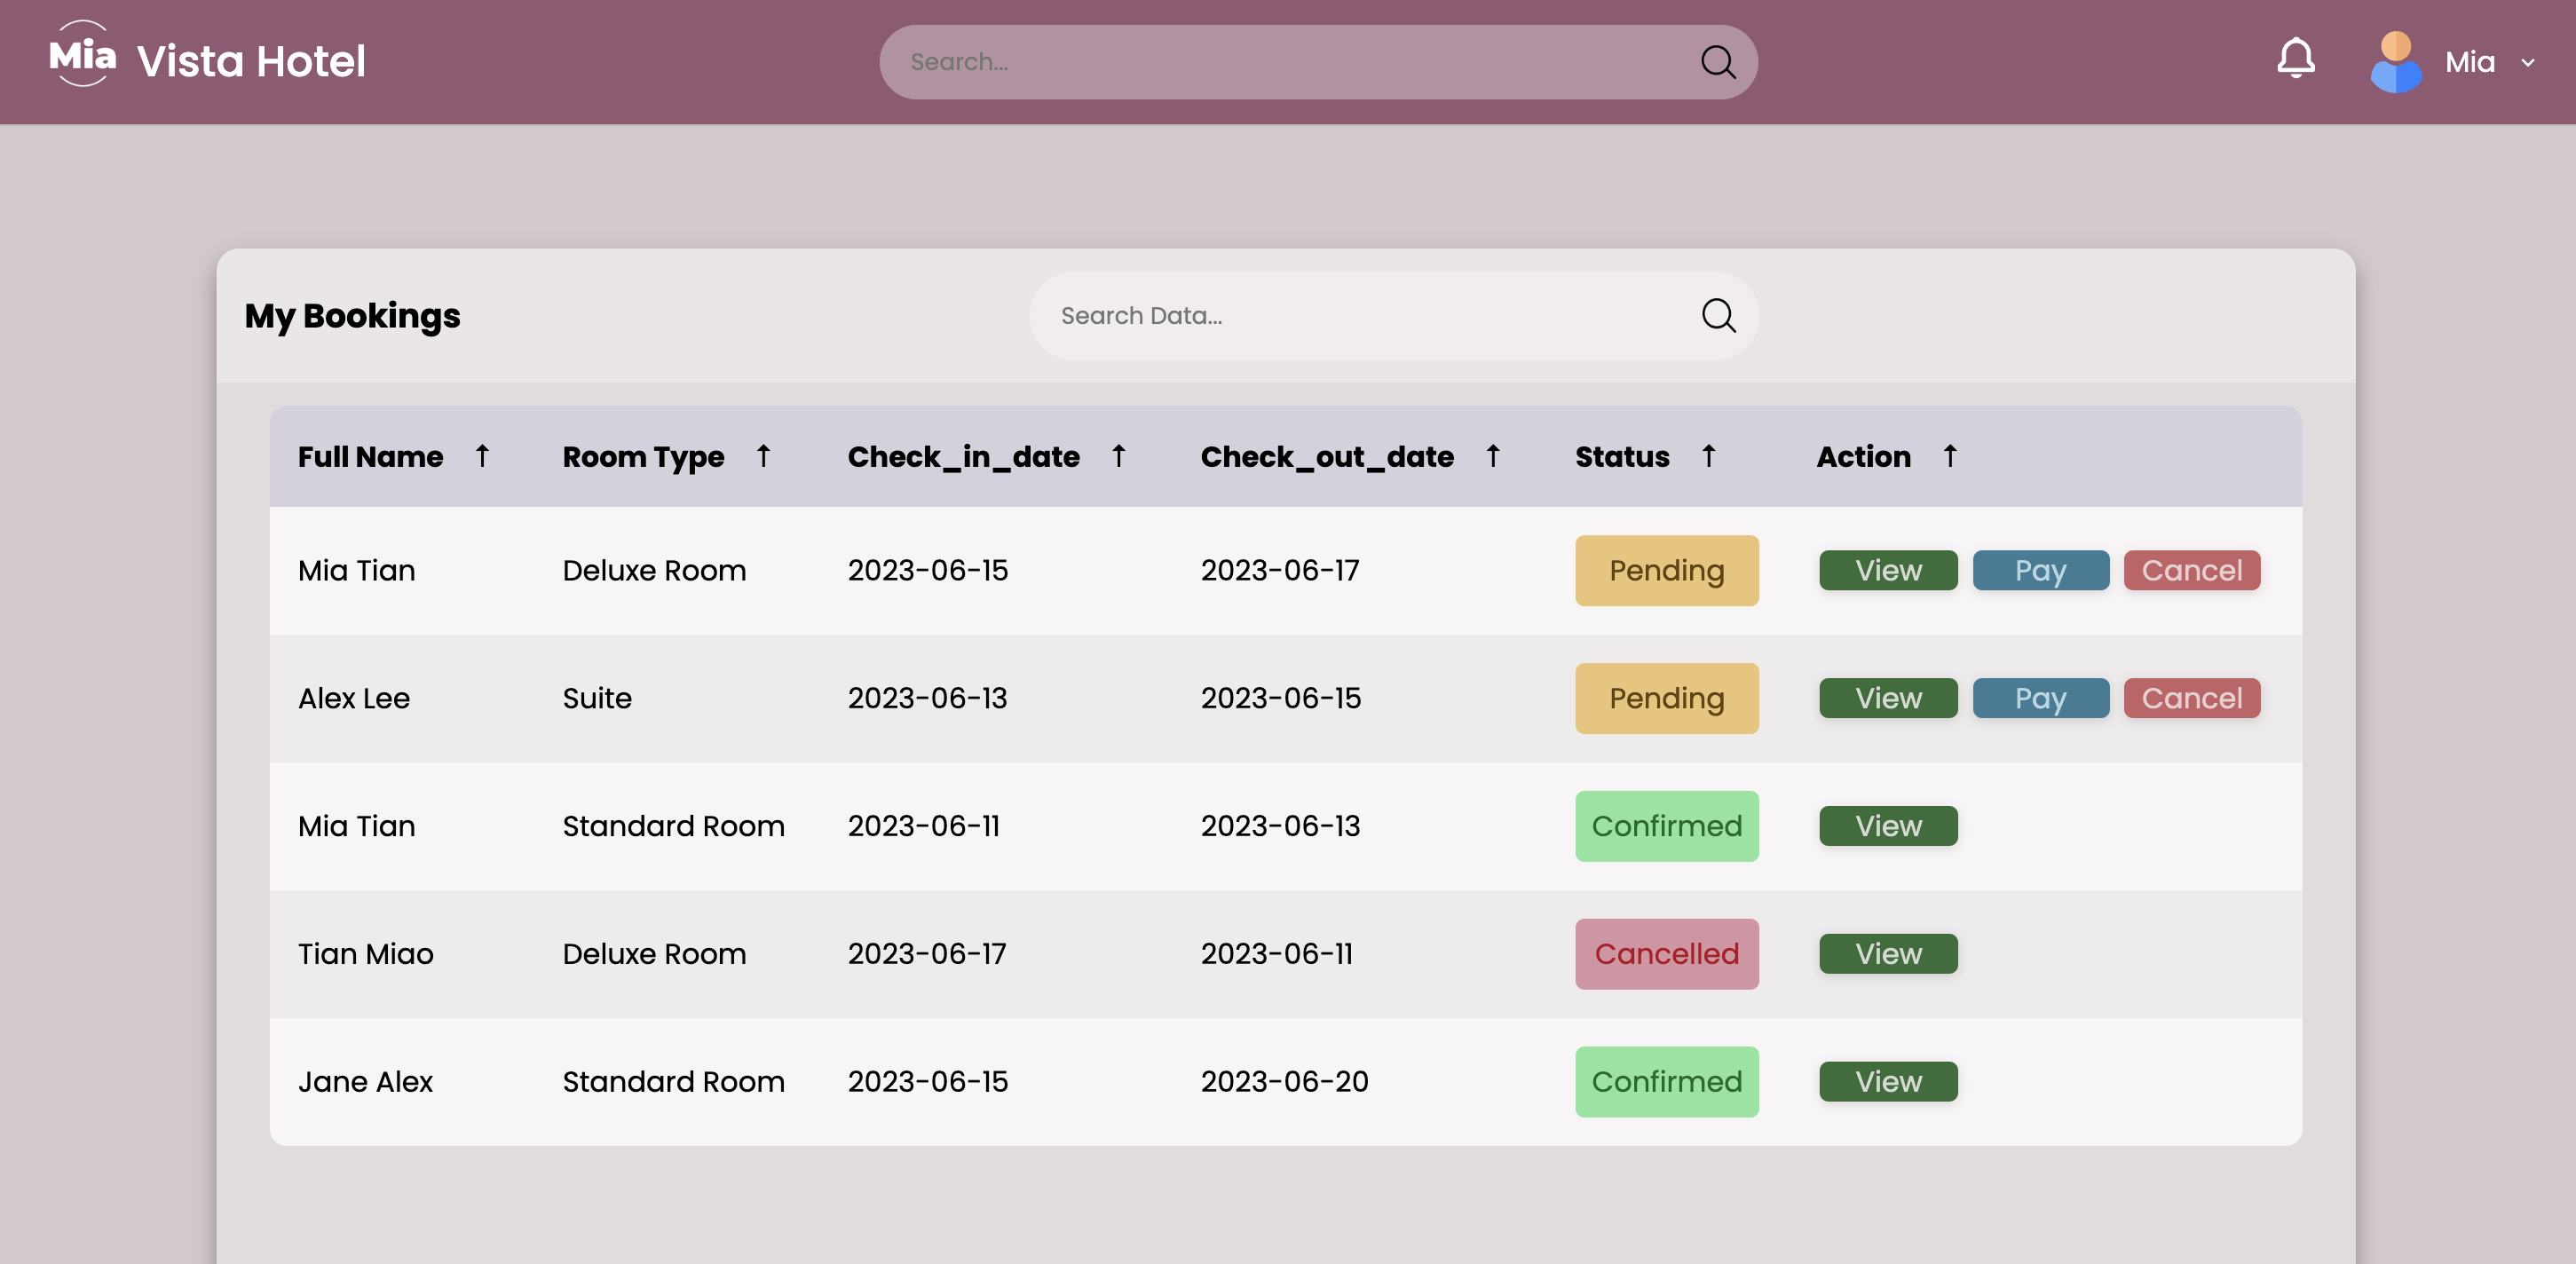 Mia Vista Hotel Search... Mia
My Bookings Search Data...
Full Name ↑ Room Type ↑ Check_in_date ↑ Check_out_date ↑ Status ↑ Action ↑
Mia Tian Deluxe Room 2023-06-15 2023-06-17 Pending View Pay Cancel
Alex Lee Suite 2023-06-13 2023-06-15 Pending View Pay Cancel
Mia Tian Standard Room 2023-06-11 2023-06-13 Confirmed View
Tian Miao Deluxe Room 2023-06-17 2023-06-11 Cancelled View
Jane Alex Standard Room 2023-06-15 2023-06-20 Confirmed View